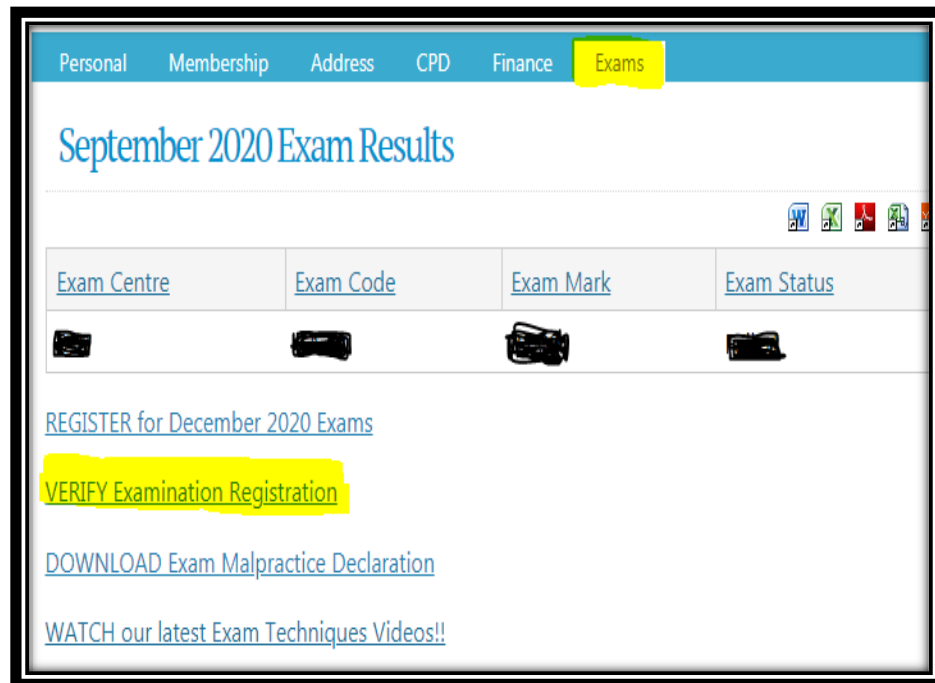 Personal Membership Address CPD Finance Exams
September 2020 Exam Results
Exam Centre Exam Code Exam Mark Exam Status
REGISTER for December 2020 Exams
VERIFY Examination Registration
DOWNLOAD Exam Malpractice Declaration
WATCH our latest Exam Techniques Videos!!